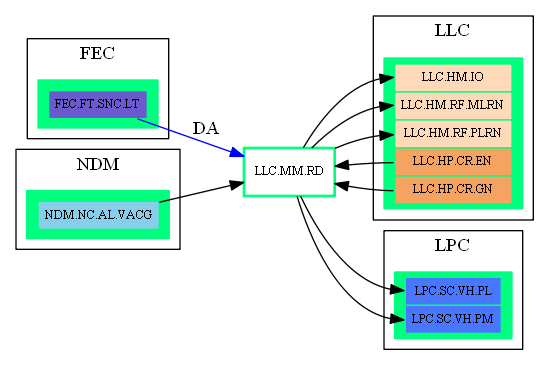 FEC
FEC.FT.SNC.LT
NDM
NDM.NC.AL.VACG
DA
LLC.MM.RD
LLC
LLC.HM.IO
LLC.HM.RF.MLRN
LLC.HM.RF.PLRN
LLC.HP.CR.EN
LLC.HP.CR.GN
LPC
LPC.SC.VH.PL
LPC.SC.VH.PM